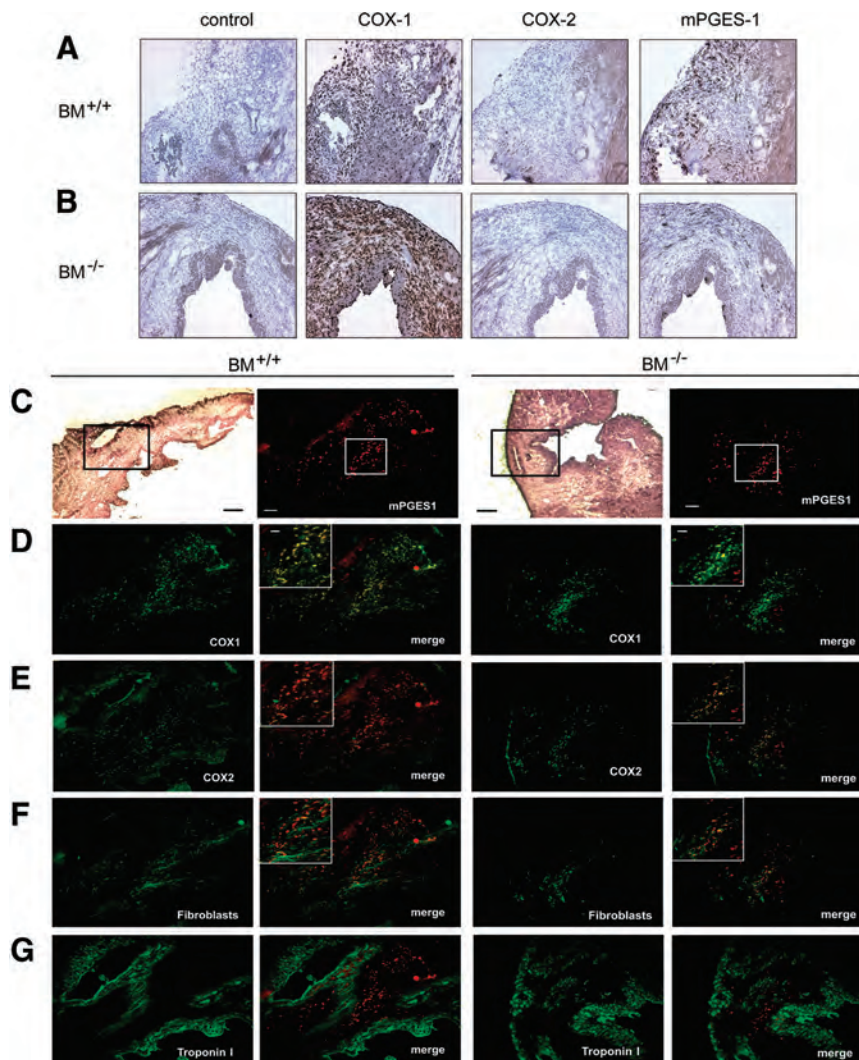 control COX-1 COX-2 mPGES-1
A
BM+/+
B
BM-/-
BM+/+ BM-/-
C
mPGES1 mPGES1
D
COX1 merge COX1 merge
E
COX2 merge COX2 merge
F
Fibroblasts merge Fibroblasts merge
G
Troponin I merge Troponin I merge